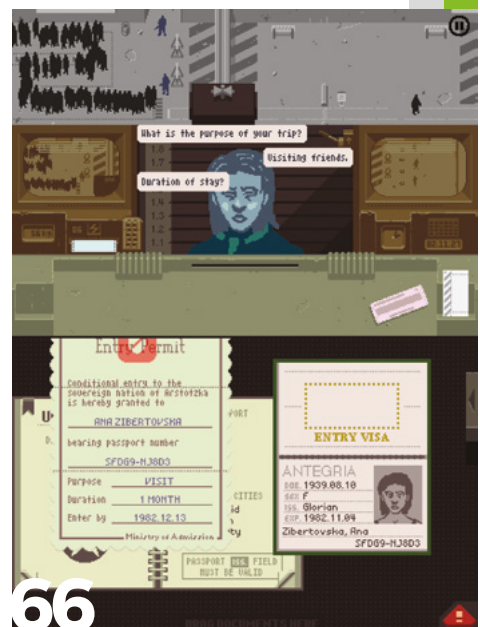 What is the purpose of your trip?
Visiting friends.
Duration of stay?
Entry Permit
Conditional entry to the
sovereign nation of Arstotzka
is hereby granted to
ANA ZIBERTOVSKA
bearing passport number
SFDG9-NJ8D3
Purpose VISIT
Duration 1 MONTH
Enter by 1982.12.13
Ministry of Admission
CITIES
PASSPORT ISS. FIELD
MUST BE VALID
ENTRY VISA
ANTEGRIA
DOB. 1939.08.10
SEX F
ISS. Glorian
EXP. 1982.11.04
Zibertovska, Ana
SFDG9-NJ8D3
66